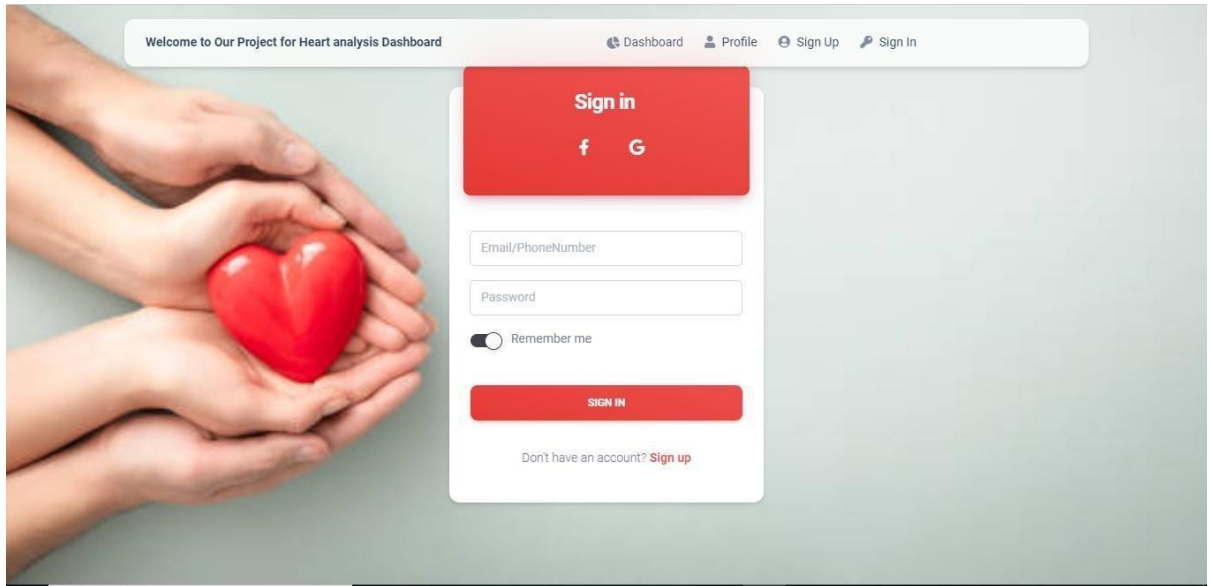 Welcome to Our Project for Heart analysis Dashboard Dashboard Profile Sign Up Sign In
Sign in
f G
Email/PhoneNumber
Password
Remember me
SIGN IN
Don't have an account? Sign up